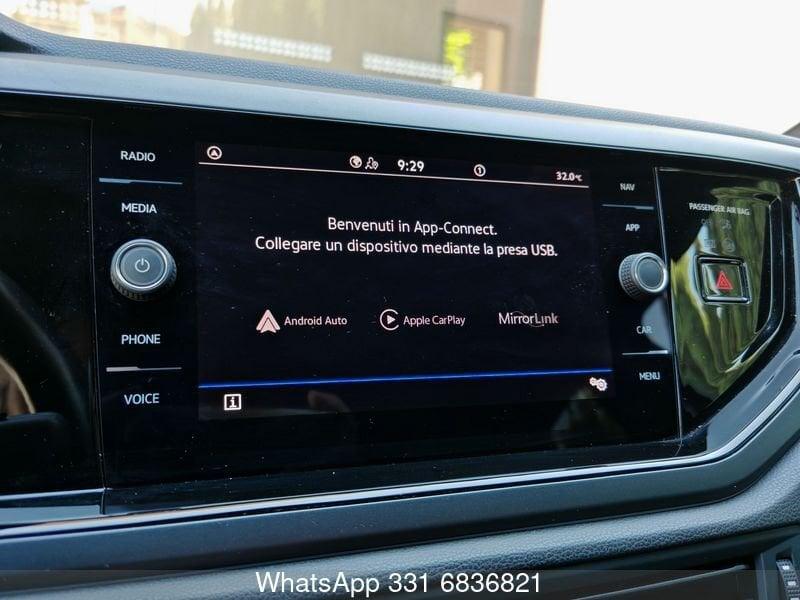 RADIO
MEDIA
PHONE
VOICE
9:29
1
32.0°C
Benvenuti in App-Connect.
Collegare un dispositivo mediante la presa USB.
Android Auto
Apple CarPlay
MirrorLink
i
NAV
APP
CAR
MENU
PASSENGER AIR BAG
WhatsApp 331 6836821